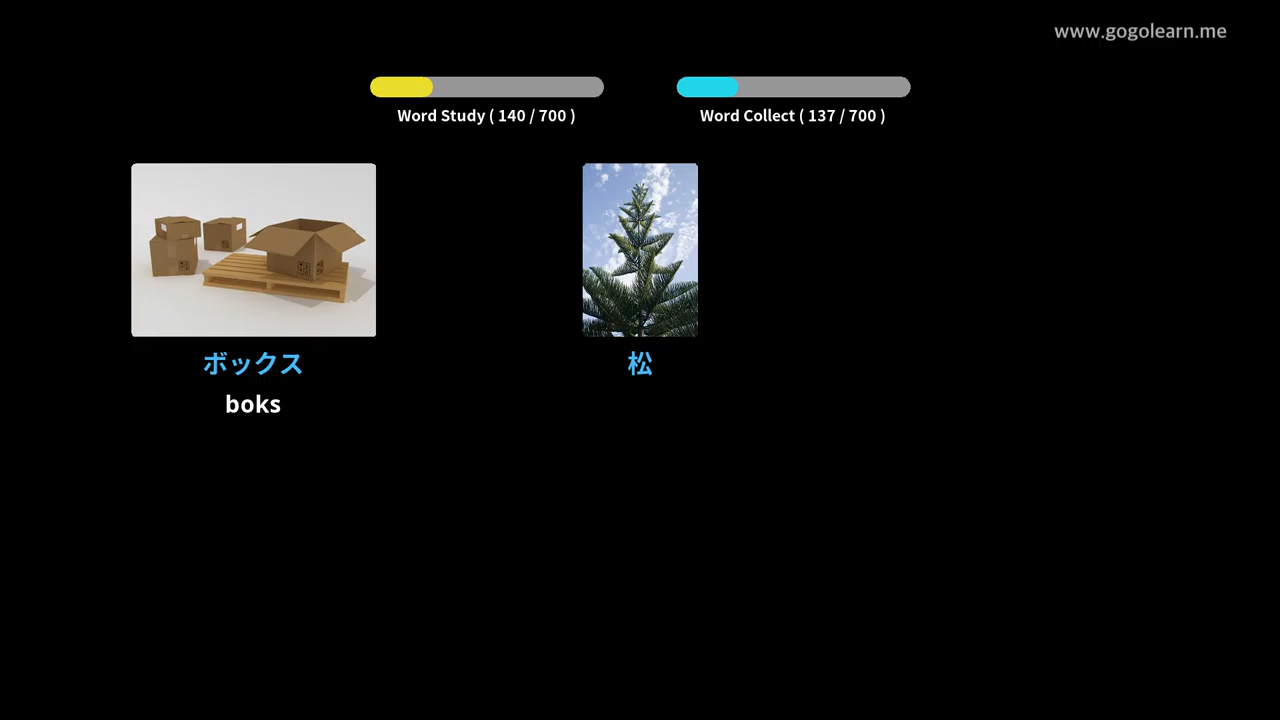 www.gogolearn.me
Word Study ( 140 / 700 )
Word Collect ( 137 / 700 )
ボックス
松
boks